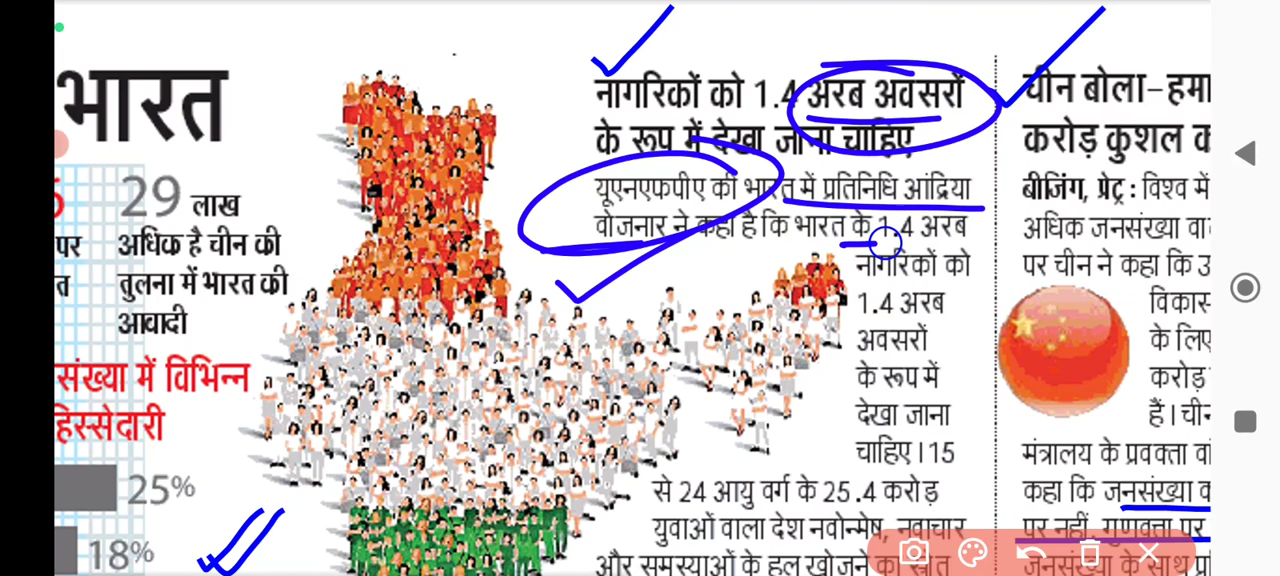 भारत
29 लाख
पर अधिक है चीन की
त तुलना में भारत की
आबादी
संख्या में विभिन्न
हिस्सेदारी
25%
18%
नागरिकों को 1.4 अरब अवसरों
के रूप में देखा जाना चाहिए
यूएनएफपीए की भारत में प्रतिनिधि आंद्रिया
वोजनार ने कहा है कि भारत के 1.4 अरब
नागरिकों को
1.4 अरब
अवसरों
के रूप में
देखा जाना
चाहिए। 15
से 24 आयु वर्ग के 25.4 करोड़
युवाओं वाला देश नवोन्मेष, नवाचार
और समस्याओं के हल खोजने का स्रोत
चीन बोला-हमा
करोड़ कुशल क
बीजिंग, प्रेट्र : विश्व में
अधिक जनसंख्या वा
पर चीन ने कहा कि उ
विकास
के लिए
करोड़
हैं। चीन
मंत्रालय के प्रवक्ता वां
कहा कि जनसंख्या व
पर नहीं, गुणवत्ता पर
जनसंख्या के साथ प्र